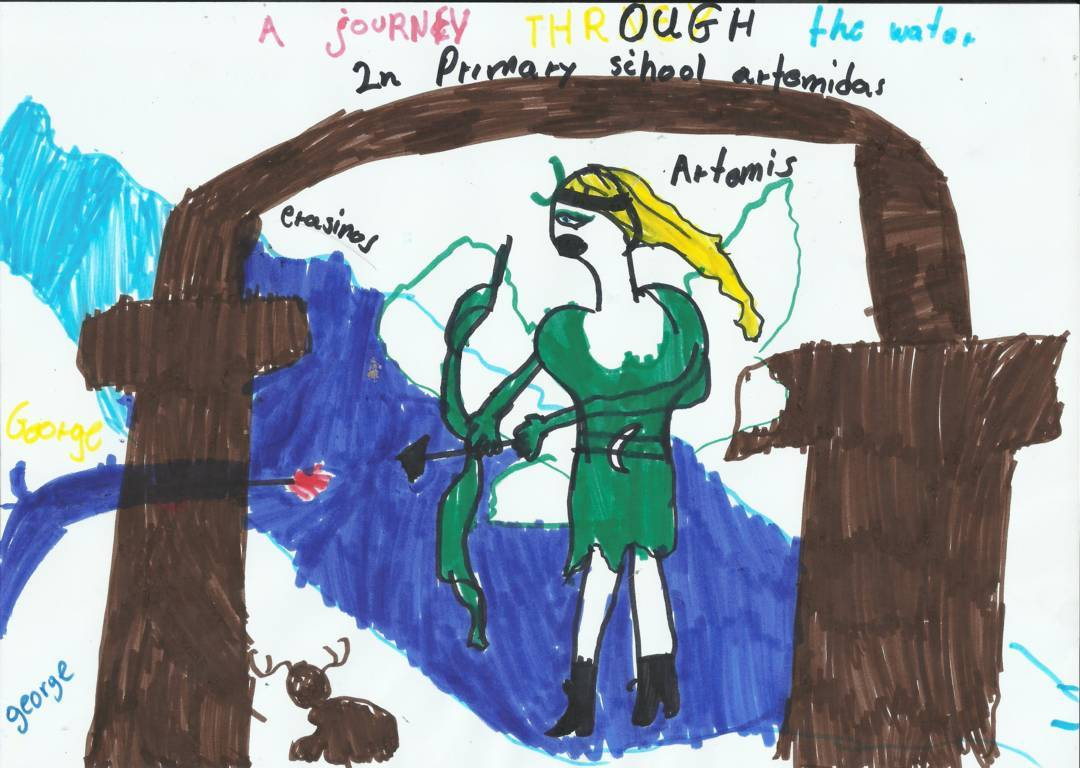 A joURNEY THROUGH the water
2n Primary school artemidas
Artemis
erasinos
George
george